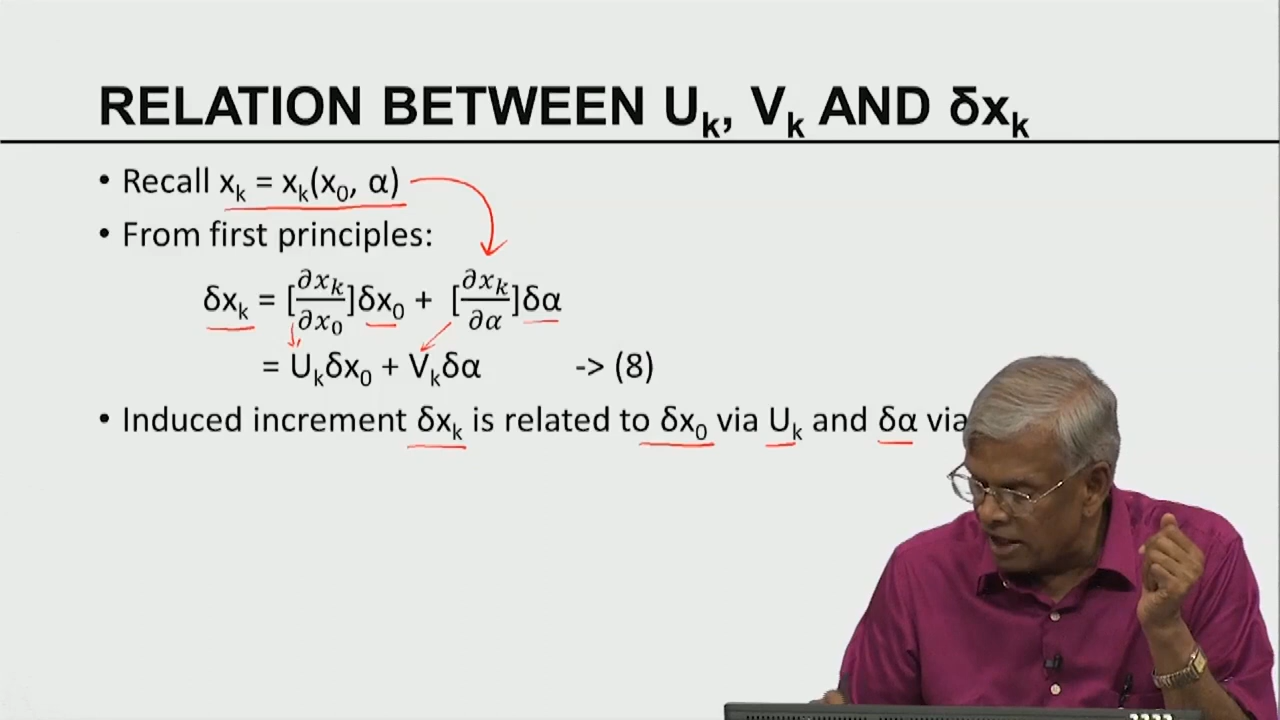 RELATION BETWEEN Uₖ, Vₖ AND δxₖ
• Recall xₖ = xₖ(x₀, α)
• From first principles:
δxₖ = [∂xₖ/∂x₀]δx₀ + [∂xₖ/∂α]δα
= Uₖδx₀ + Vₖδα -> (8)
• Induced increment δxₖ is related to δx₀ via Uₖ and δα via